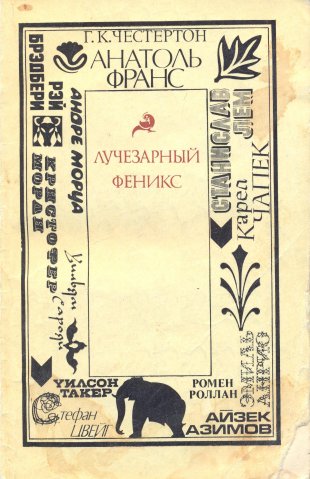 Г. К. ЧЕСТЕРТОН
АНАТОЛЬ
ФРАНС
РЭЙ
БРЭДБЕРИ
АНДРЕ МОРУА
КРИСТОФЕР
МОРЛИ
Уильям Сароян
УИЛСОН
ТАКЕР
Стефан
ЦВЕЙГ
ЛУЧЕЗАРНЫЙ
ФЕНИКС
СТАНИСЛАВ
ЛЕМ
Карел
ЧАПЕК
ЭМИЛЬ
АНРИО
РОМЕН
РОЛЛАН
АЙЗЕК
АЗИМОВ